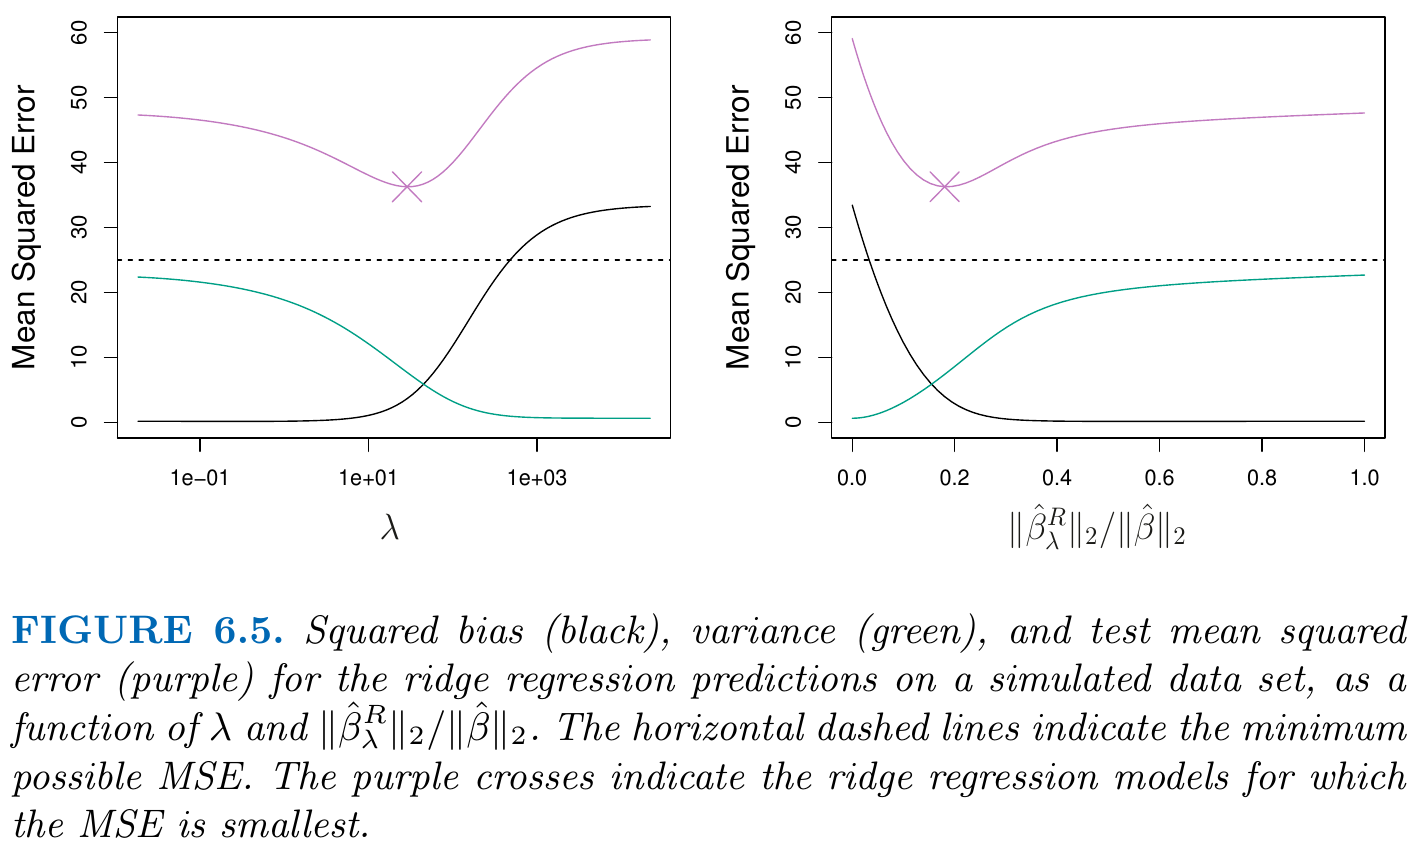 Mean Squared Error
0
10
20
30
40
50
60
1e−01
1e+01
1e+03
λ
Mean Squared Error
0
10
20
30
40
50
60
0.0
0.2
0.4
0.6
0.8
1.0
‖β̂λᴿ‖₂/‖β̂‖₂
FIGURE 6.5. Squared bias (black), variance (green), and test mean squared
error (purple) for the ridge regression predictions on a simulated data set, as a
function of λ and ‖β̂λᴿ‖₂/‖β̂‖₂. The horizontal dashed lines indicate the minimum
possible MSE. The purple crosses indicate the ridge regression models for which
the MSE is smallest.